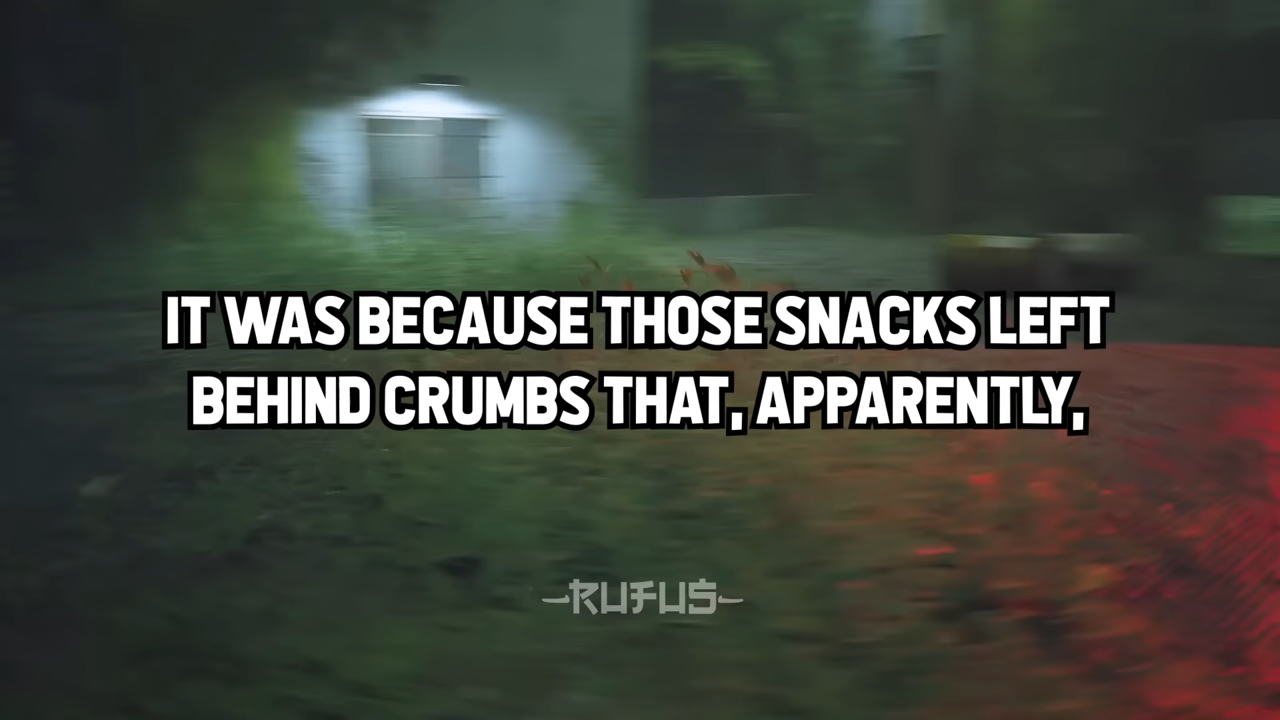 IT WAS BECAUSE THOSE SNACKS LEFT
BEHIND CRUMBS THAT, APPARENTLY,
-RUFUS-